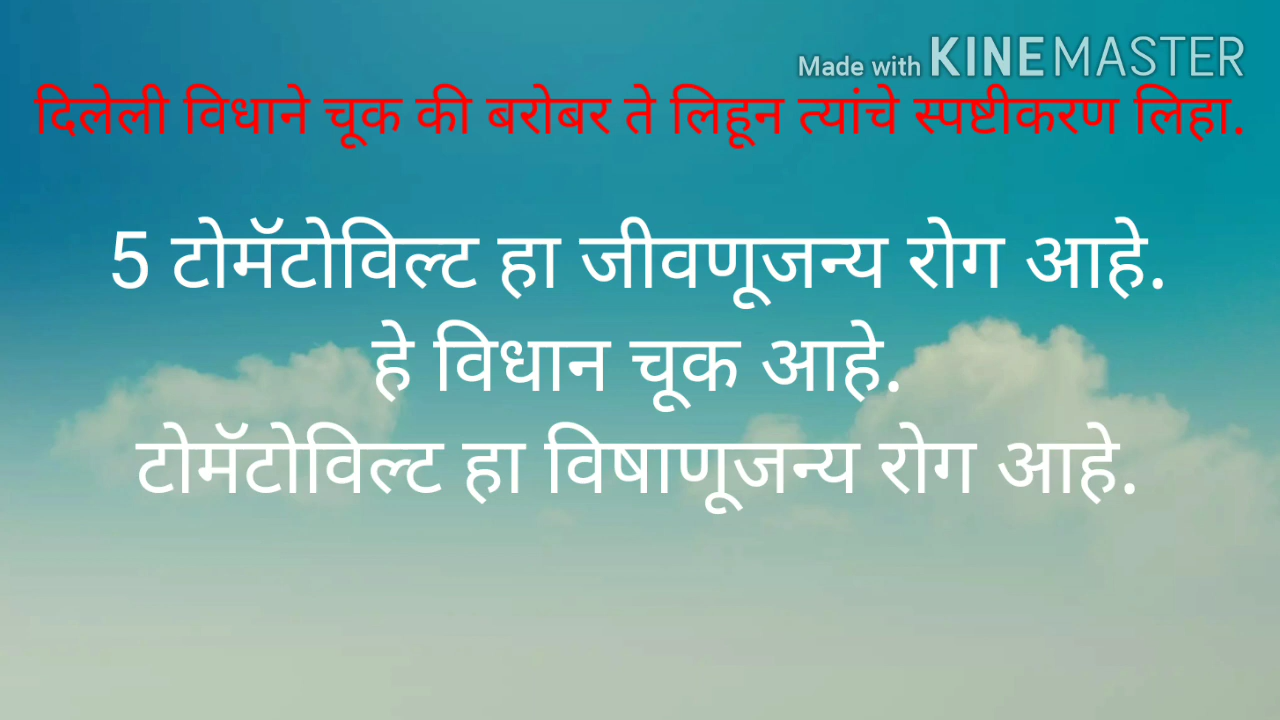 Made with KINEMASTER
दिलेली विधाने चूक की बरोबर ते लिहून त्यांचे स्पष्टीकरण लिहा.
5 टोमॅटोविल्ट हा जीवणूजन्य रोग आहे.
हे विधान चूक आहे.
टोमॅटोविल्ट हा विषाणूजन्य रोग आहे.